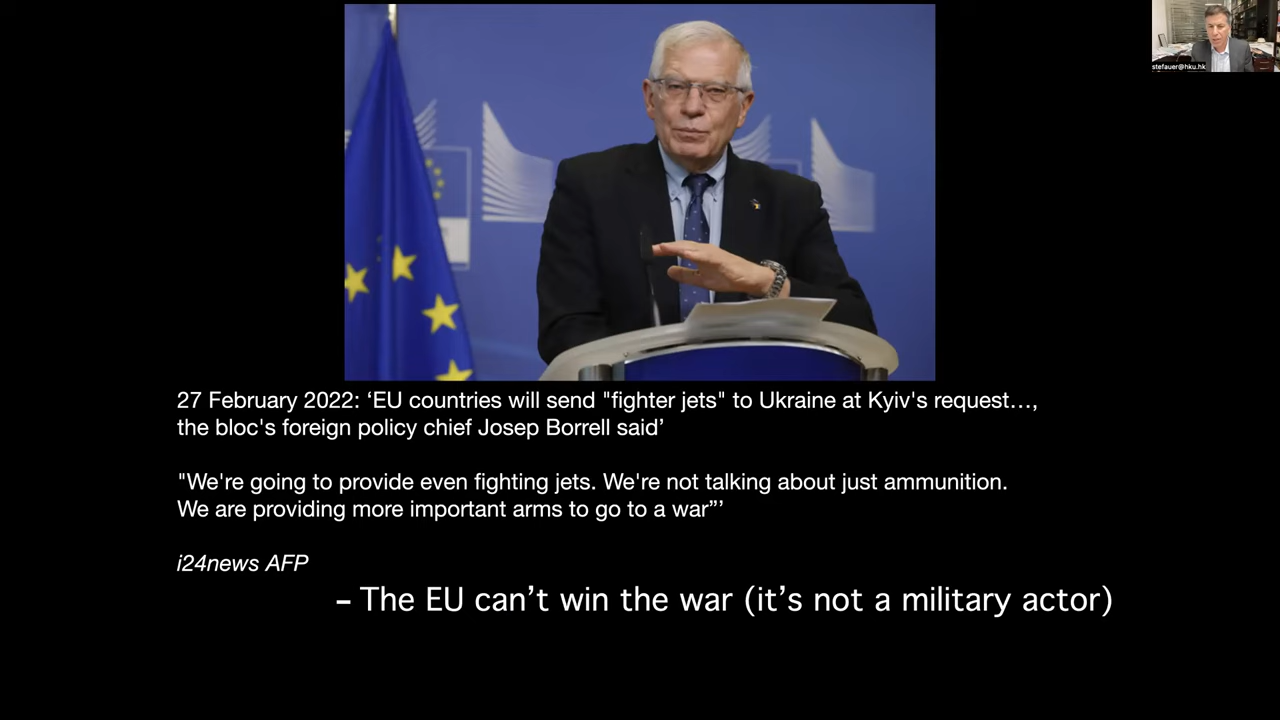 stefauer@hku.hk
27 February 2022: ‘EU countries will send "fighter jets" to Ukraine at Kyiv's request…,
the bloc's foreign policy chief Josep Borrell said’
"We're going to provide even fighting jets. We're not talking about just ammunition.
We are providing more important arms to go to a war”’
i24news AFP
– The EU can’t win the war (it’s not a military actor)